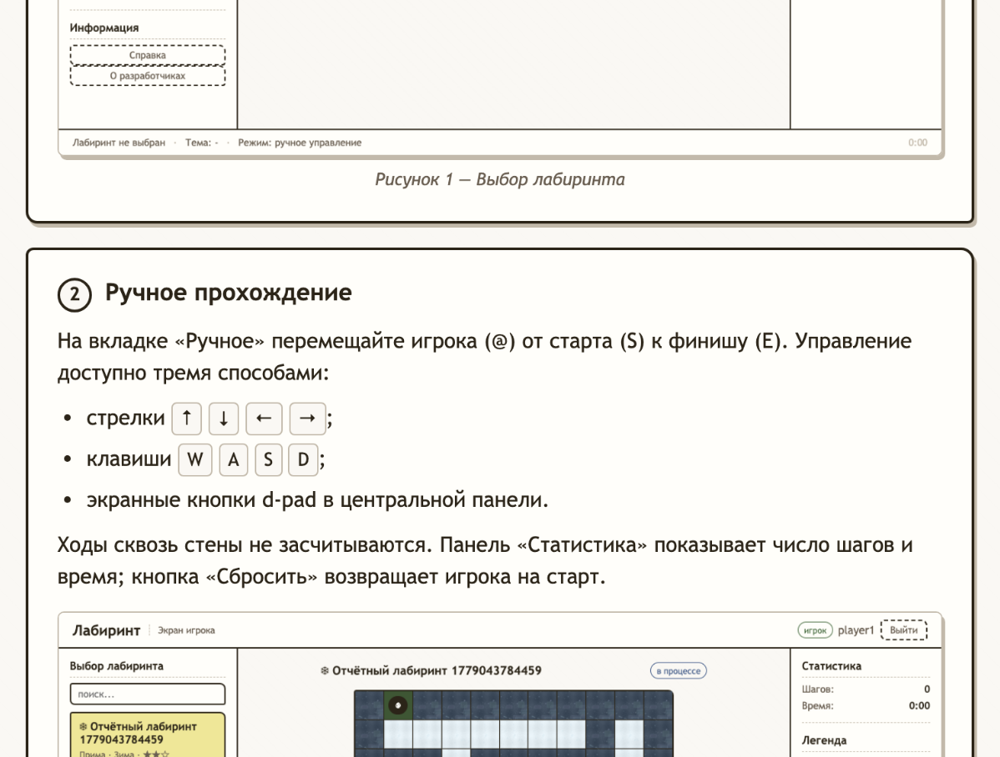 Информация
Справка
О разработчиках
Лабиринт не выбран · Тема: - · Режим: ручное управление 0:00
Рисунок 1 — Выбор лабиринта
2 Ручное прохождение
На вкладке «Ручное» перемещайте игрока (@) от старта (S) к финишу (E). Управление
доступно тремя способами:
• стрелки ↑ ↓ ← → ;
• клавиши W A S D ;
• экранные кнопки d-pad в центральной панели.
Ходы сквозь стены не засчитываются. Панель «Статистика» показывает число шагов и
время; кнопка «Сбросить» возвращает игрока на старт.
Лабиринт Экран игрока игрок player1 Выйти
Выбор лабиринта
поиск...
❄ Отчётный лабиринт
1779043784459
Прима · Зима · ★★☆
❄ Отчётный лабиринт 1779043784459 в процессе
Статистика
Шагов: 0
Время: 0:00
Легенда